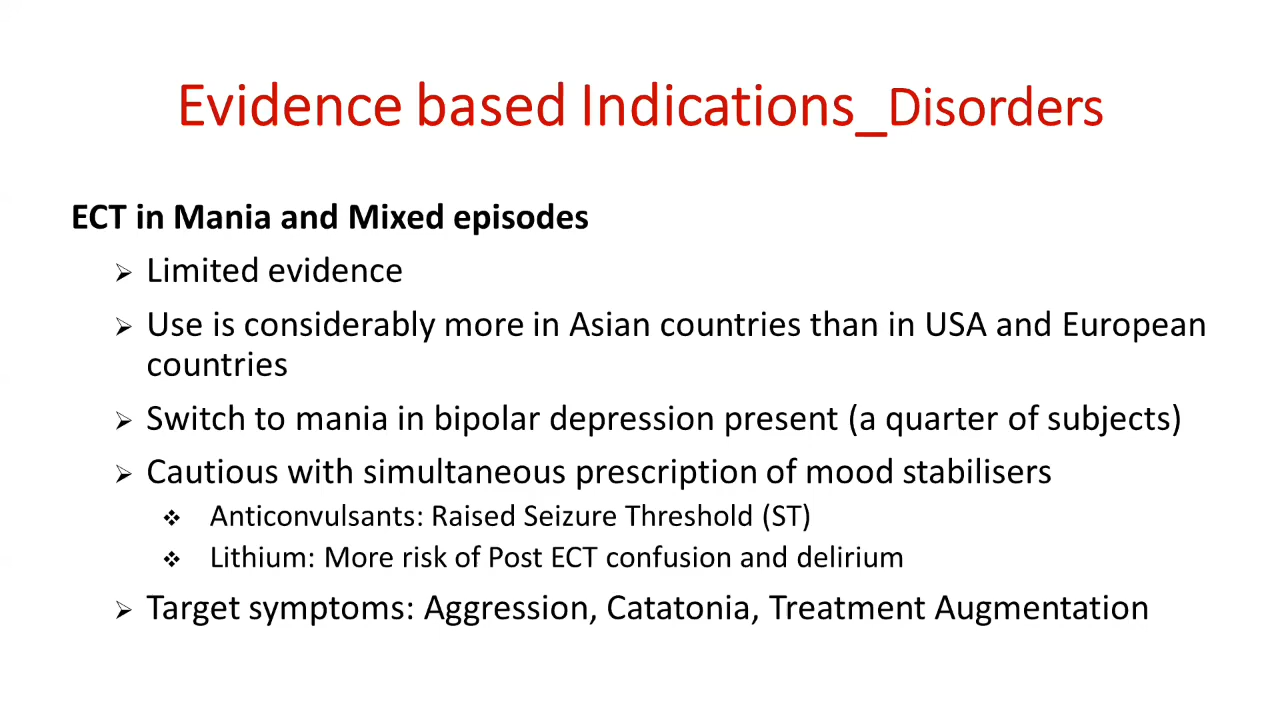 Evidence based Indications_Disorders
ECT in Mania and Mixed episodes
➢ Limited evidence
➢ Use is considerably more in Asian countries than in USA and European
countries
➢ Switch to mania in bipolar depression present (a quarter of subjects)
➢ Cautious with simultaneous prescription of mood stabilisers
❖ Anticonvulsants: Raised Seizure Threshold (ST)
❖ Lithium: More risk of Post ECT confusion and delirium
➢ Target symptoms: Aggression, Catatonia, Treatment Augmentation